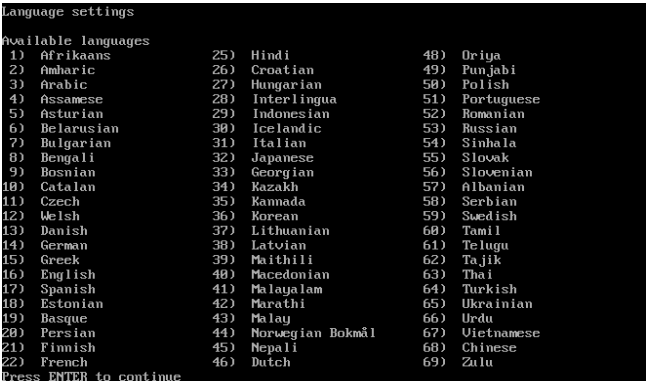 Language settings
Available languages
1) Afrikaans 25) Hindi 48) Oriya
2) Amharic 26) Croatian 49) Punjabi
3) Arabic 27) Hungarian 50) Polish
4) Assamese 28) Interlingua 51) Portuguese
5) Asturian 29) Indonesian 52) Romanian
6) Belarusian 30) Icelandic 53) Russian
7) Bulgarian 31) Italian 54) Sinhala
8) Bengali 32) Japanese 55) Slovak
9) Bosnian 33) Georgian 56) Slovenian
10) Catalan 34) Kazakh 57) Albanian
11) Czech 35) Kannada 58) Serbian
12) Welsh 36) Korean 59) Swedish
13) Danish 37) Lithuanian 60) Tamil
14) German 38) Latvian 61) Telugu
15) Greek 39) Maithili 62) Tajik
16) English 40) Macedonian 63) Thai
17) Spanish 41) Malayalam 64) Turkish
18) Estonian 42) Marathi 65) Ukrainian
19) Basque 43) Malay 66) Urdu
20) Persian 44) Norwegian Bokmål 67) Vietnamese
21) Finnish 45) Nepali 68) Chinese
22) French 46) Dutch 69) Zulu
Press ENTER to continue